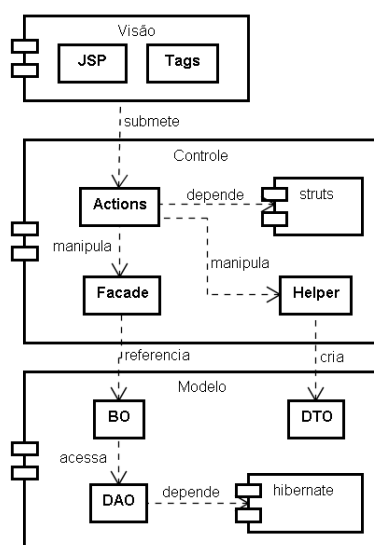 Visão
JSP Tags
submete
Controle
Actions depende struts
manipula manipula
Facade Helper
referencia cria
Modelo
BO DTO
acessa
DAO depende hibernate